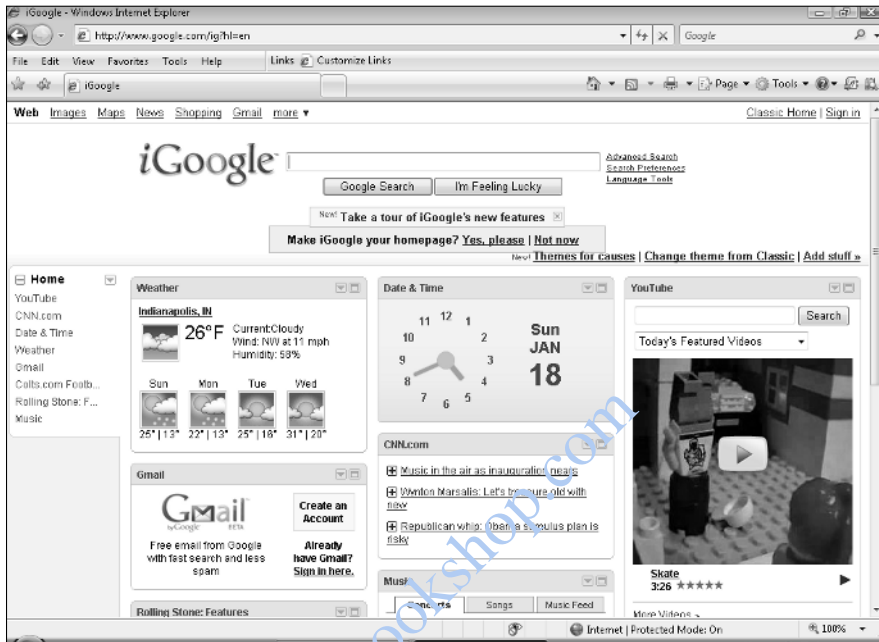 iGoogle - Windows Internet Explorer
http://www.google.com/ig?hl=en
Google
File Edit View Favorites Tools Help Links Customize Links
iGoogle
Page Tools
Web Images Maps News Shopping Gmail more
Classic Home | Sign in
iGoogle™
Advanced Search
Search Preferences
Language Tools
Google Search I'm Feeling Lucky
New! Take a tour of iGoogle's new features
Make iGoogle your homepage? Yes, please | Not now
New! Themes for causes | Change theme from Classic | Add stuff »
Home
YouTube
CNN.com
Date & Time
Weather
Gmail
Colts.com Footb...
Rolling Stone: F...
Music
Weather
Indianapolis, IN
26°F
Current: Cloudy
Wind: NW at 11 mph
Humidity: 58%
Sun Mon Tue Wed
25° | 13° 22° | 13° 25° | 18° 31° | 20°
Gmail
Gmail™
by Google BETA
Free email from Google
with fast search and less
spam
Create an
Account
Already
have Gmail?
Sign in here.
Rolling Stone: Features
Date & Time
12 1 2 3 4 5 6 7 8 9 10 11
Sun
JAN
18
CNN.com
Music in the air as inauguration nears
Wynton Marsalis: Let's treasure old with
new
Republican whip: Obama stimulus plan is
risky
Music
Concerts Songs Music Feed
YouTube
Search
Today's Featured Videos
Skate
3:26
More Videos
Internet | Protected Mode: On
100%
ookshop.com